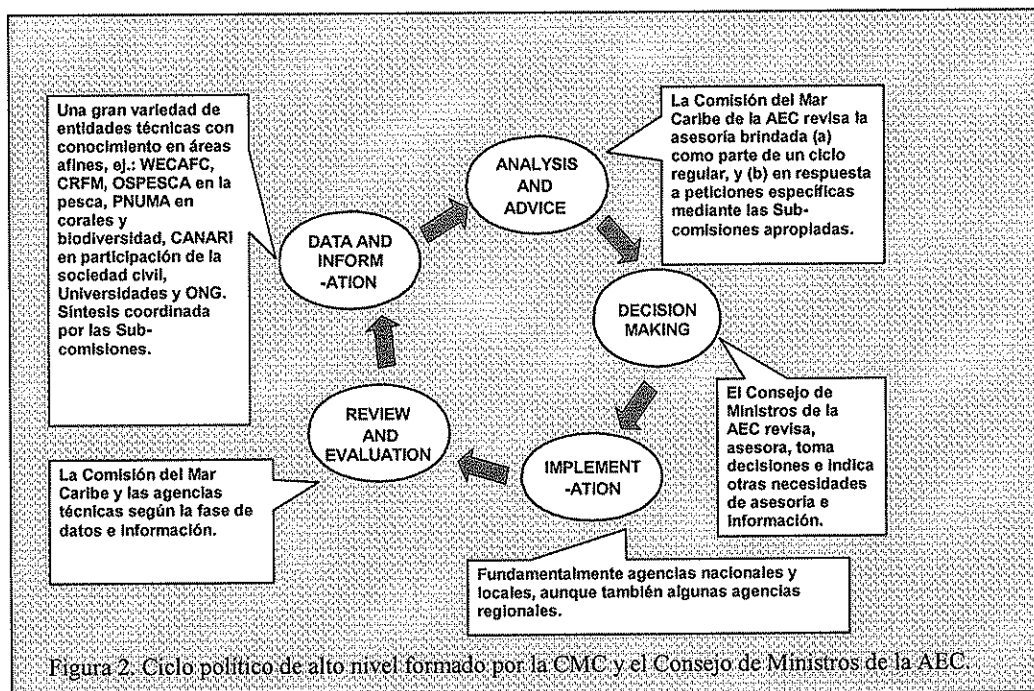 Una gran variedad de
entidades técnicas con
conocimiento en áreas
afines, ej.: WECAFC,
CRFM, OSPESCA en la
pesca, PNUMA en
corales y
biodiversidad, CANARI
en participación de la
sociedad civil,
Universidades y ONG.
Síntesis coordinada
por las Sub-
comisiones.
ANALYSIS
AND
ADVICE
La Comisión del Mar
Caribe de la AEC revisa la
asesoría brindada (a)
como parte de un ciclo
regular, y (b) en respuesta
a peticiones específicas
mediante las Sub-
comisiones apropladas.
DATA AND
INFORM
-ATION
DECISION
MAKING
El Consejo de
Ministros de la
AEC revisa,
asesora, toma
decisiones e indica
otras necesidades
de asesoría e
Información.
REVIEW
AND
EVALUATION
IMPLEMENT
-ATION
La Comisión del Mar
Caribe y las agencias
técnicas según la fase de
datos e Información.
Fundamentalmente agencias nacionales y
locales, aunque también algunas agencias
regionales.
Figura 2. Ciclo político de alto nivel formado por la CMC y el Consejo de Ministros de la AEC.